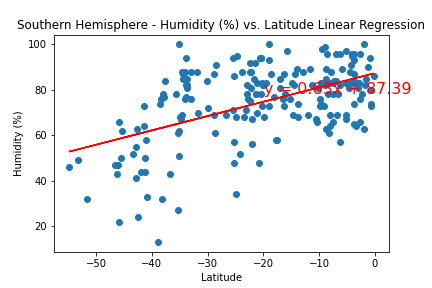 Southern Hemisphere - Humidity (%) vs. Latitude Linear Regression
100
80
60
40
20
Humidity (%)
y = 0.63x + 87.39
−50
−40
−30
−20
−10
0
Latitude